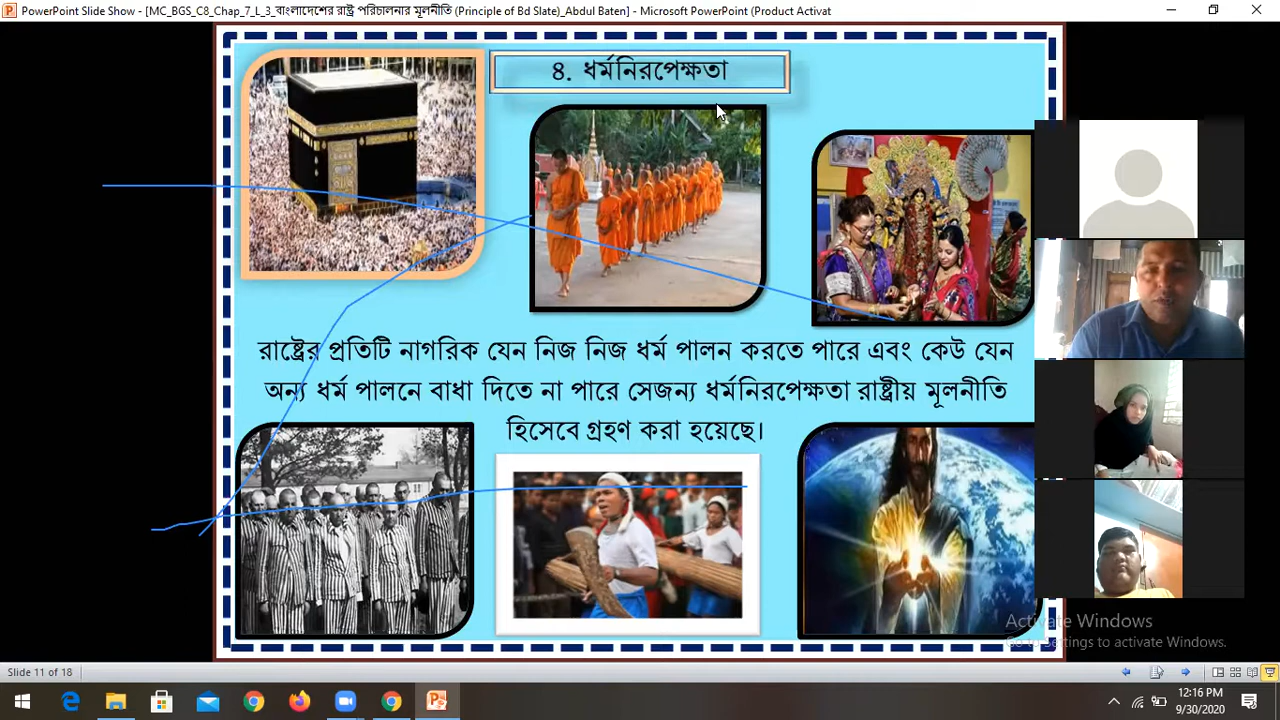 PowerPoint Slide Show - [MC_BGS_C8_Chap_7_L_3_বাংলাদেশের রাষ্ট্র পরিচালনার মূলনীতি (Principle of Bd Slate)_Abdul Baten] - Microsoft PowerPoint (Product Activat
৪. ধর্মনিরপেক্ষতা
রাষ্ট্রের প্রতিটি নাগরিক যেন নিজ নিজ ধর্ম পালন করতে পারে এবং কেউ যেন
অন্য ধর্ম পালনে বাধা দিতে না পারে সেজন্য ধর্মনিরপেক্ষতা রাষ্ট্রীয় মূলনীতি
হিসেবে গ্রহণ করা হয়েছে।
Activate Windows
Go to Settings to activate Windows.
Slide 11 of 18
12:16 PM
9/30/2020